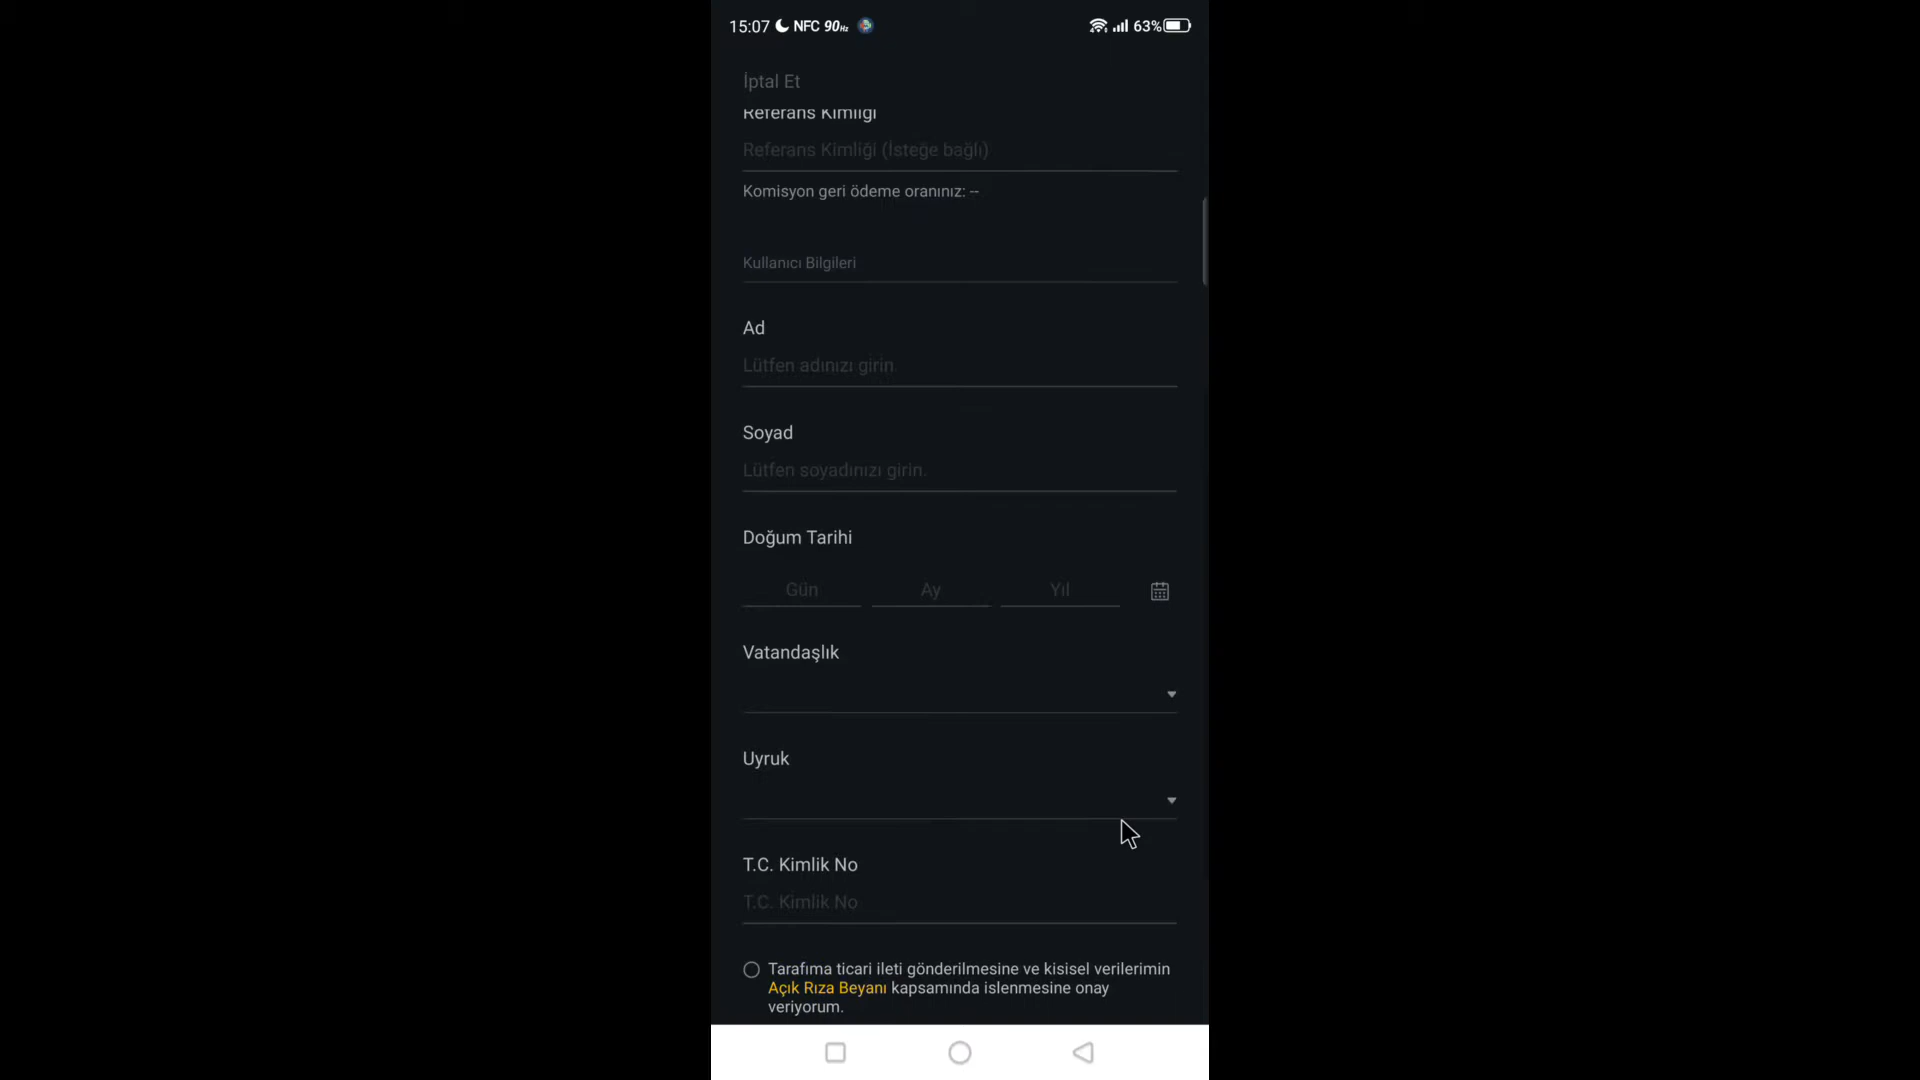 15:07 NFC 90Hz 63%
İptal Et
Referans Kimliği
Referans Kimliği (İsteğe bağlı)
Komisyon geri ödeme oranınız: --
Kullanıcı Bilgileri
Ad
Lütfen adınızı girin.
Soyad
Lütfen soyadınızı girin.
Doğum Tarihi
Gün Ay Yıl
Vatandaşlık
Uyruk
T.C. Kimlik No
T.C. Kimlik No
Tarafıma ticari ileti gönderilmesine ve kisisel verilerimin
Açık Rıza Beyanı kapsamında islenmesine onay
veriyorum.